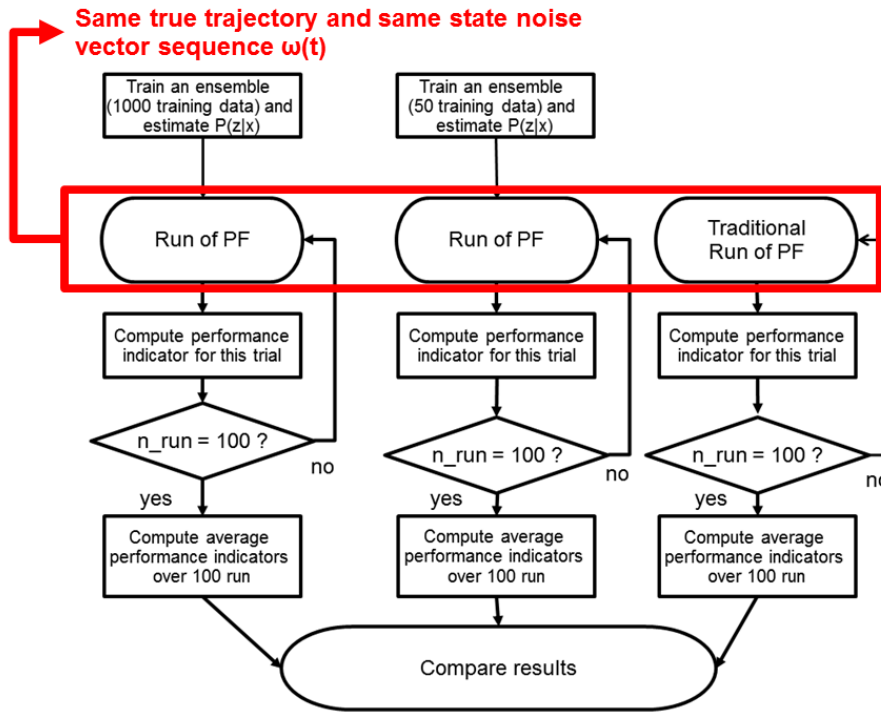 Same true trajectory and same state noise
vector sequence ω(t)
Train an ensemble
(1000 training data) and
estimate P(z|x)
Train an ensemble
(50 training data) and
estimate P(z|x)
Run of PF
Run of PF
Traditional
Run of PF
Compute performance
indicator for this trial
Compute performance
indicator for this trial
Compute performance
indicator for this trial
n_run = 100 ?
no
n_run = 100 ?
no
n_run = 100 ?
no
yes
yes
yes
Compute average
performance indicators
over 100 run
Compute average
performance indicators
over 100 run
Compute average
performance indicators
over 100 run
Compare results